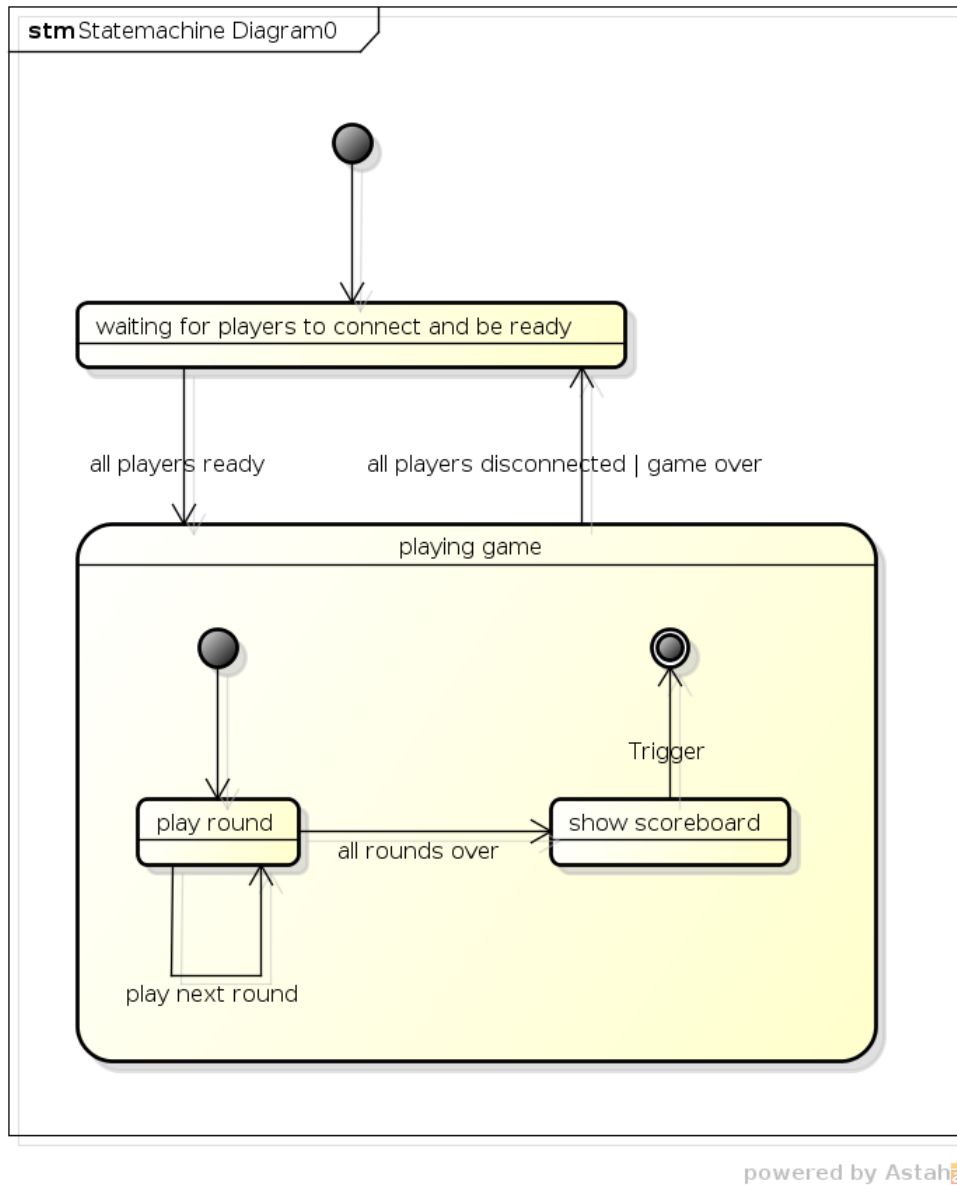 stm Statemachine Diagram0
waiting for players to connect and be ready
all players ready
all players disconnected | game over
playing game
Trigger
play round
show scoreboard
all rounds over
play next round
powered by Astah